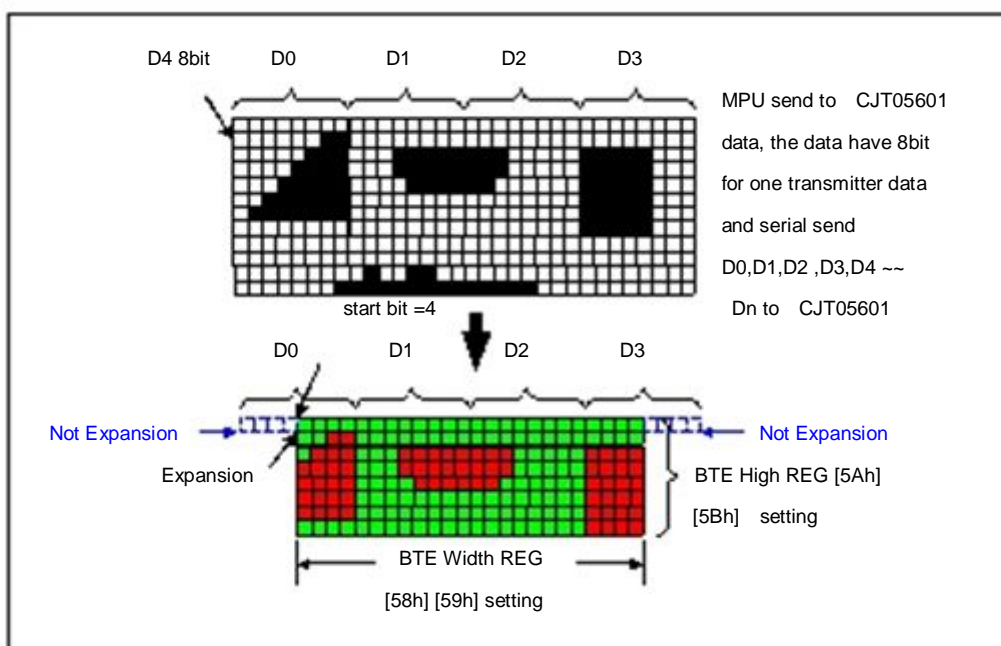 D4 8bit D0 D1 D2 D3
MPU send to CJT05601
data, the data have 8bit
for one transmitter data
and serial send
D0,D1,D2 ,D3,D4 ~~
Dn to CJT05601
start bit =4
D0 D1 D2 D3
Not Expansion
Not Expansion
Expansion
BTE High REG [5Ah]
[5Bh] setting
BTE Width REG
[58h] [59h] setting